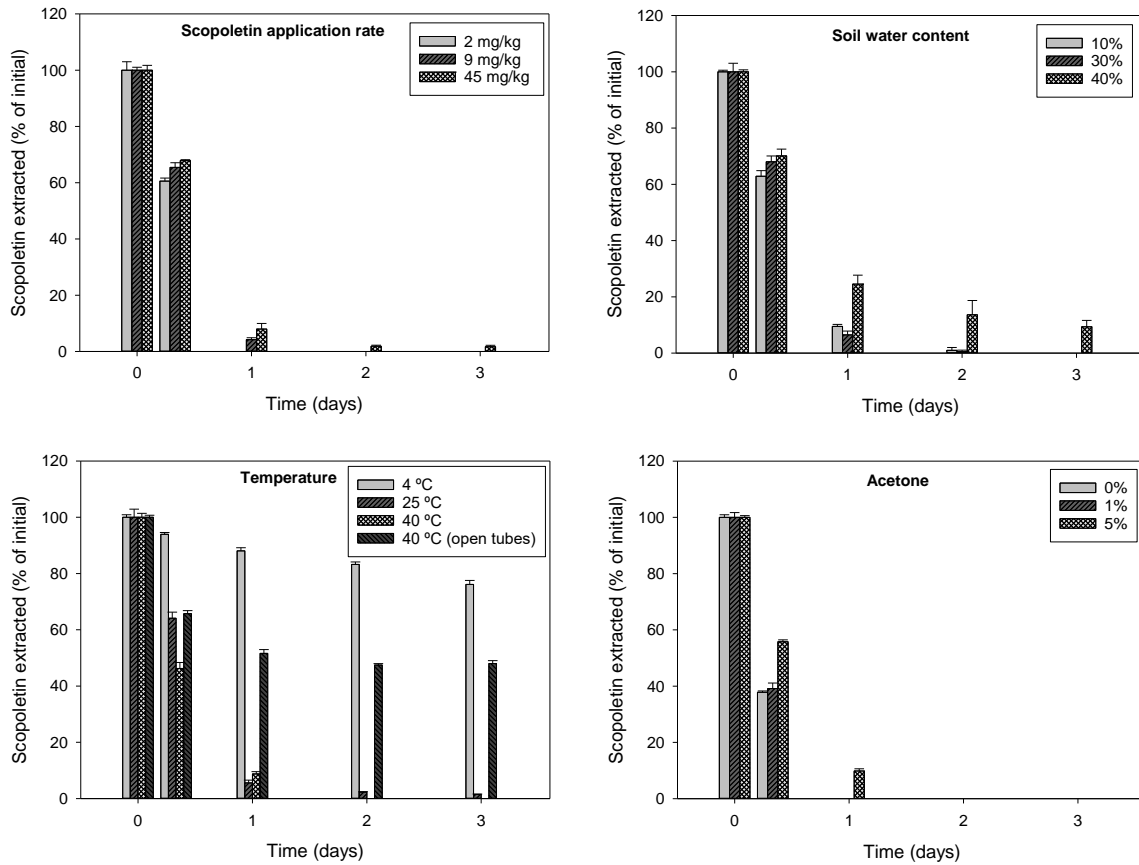 Scopoletin application rate
2 mg/kg
9 mg/kg
45 mg/kg
Scopoletin extracted (% of initial)
120
100
80
60
40
20
0
0 1 2 3
Time (days)
Soil water content
10%
30%
40%
Scopoletin extracted (% of initial)
120
100
80
60
40
20
0
0 1 2 3
Time (days)
Temperature
4 ºC
25 ºC
40 ºC
40 ºC (open tubes)
Scopoletin extracted (% of initial)
120
100
80
60
40
20
0
0 1 2 3
Time (days)
Acetone
0%
1%
5%
Scopoletin extracted (% of initial)
120
100
80
60
40
20
0
0 1 2 3
Time (days)